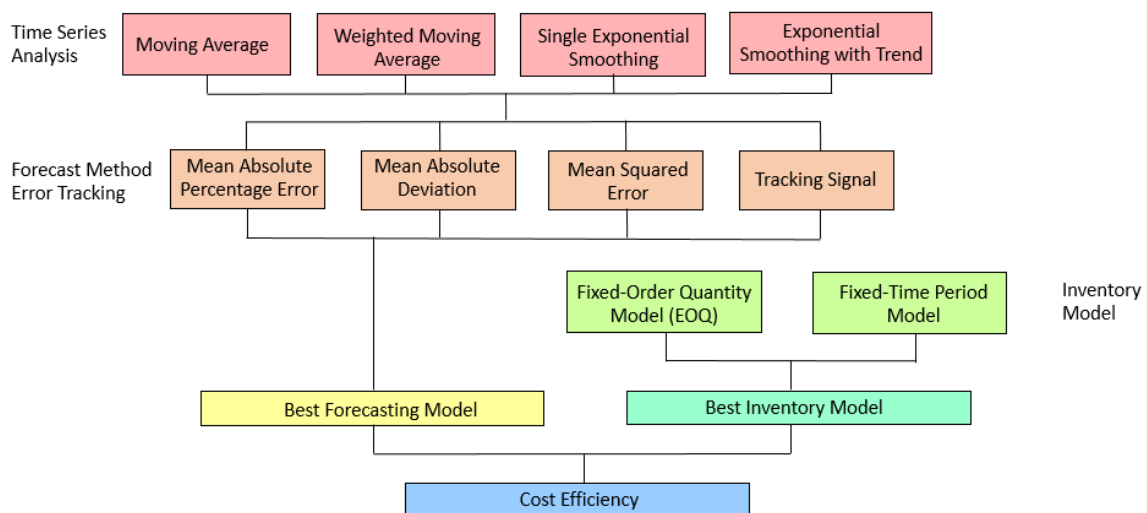 Time Series
Analysis
Moving Average
Weighted Moving
Average
Single Exponential
Smoothing
Exponential
Smoothing with Trend
Forecast Method
Error Tracking
Mean Absolute
Percentage Error
Mean Absolute
Deviation
Mean Squared
Error
Tracking Signal
Fixed-Order Quantity
Model (EOQ)
Fixed-Time Period
Model
Inventory
Model
Best Forecasting Model
Best Inventory Model
Cost Efficiency